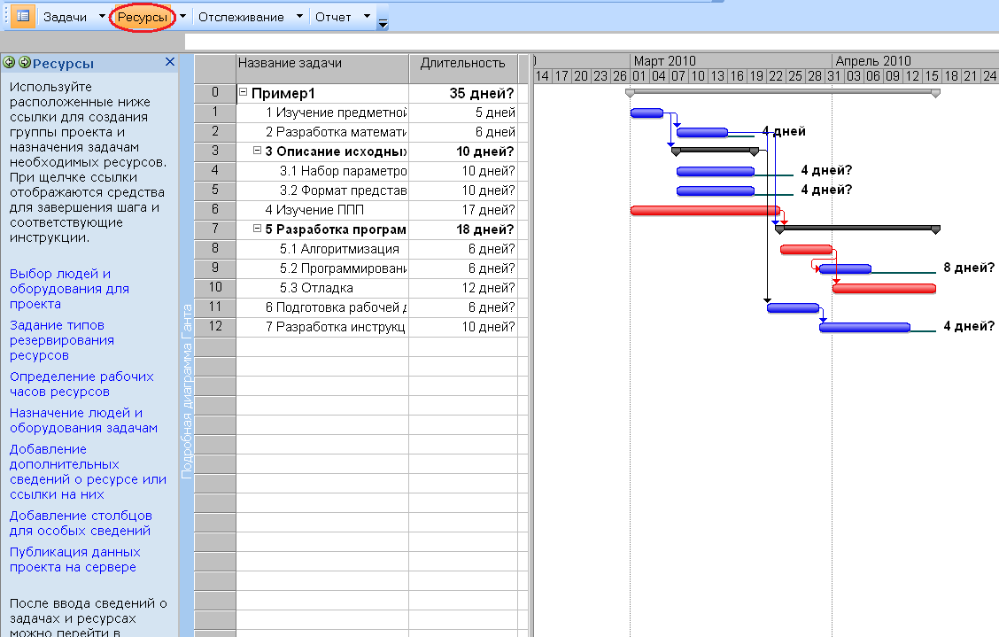 Задачи Ресурсы Отслеживание Отчет
Ресурсы
Используйте
расположенные ниже
ссылки для создания
группы проекта и
назначения задачам
необходимых ресурсов.
При щелчке ссылки
отображаются средства
для завершения шага и
соответствующие
инструкции.
Выбор людей и
оборудования для
проекта
Задание типов
резервирования
ресурсов
Определение рабочих
часов ресурсов
Назначение людей и
оборудования задачам
Добавление
дополнительных
сведений о ресурсе или
ссылки на них
Добавление столбцов
для особых сведений
Публикация данных
проекта на сервере
После ввода сведений о
задачах и ресурсах
можно перейти в
Подробная диаграмма Ганта
Название задачи Длительность
0 Пример1 35 дней?
1 1 Изучение предметной 5 дней
2 2 Разработка математи 6 дней
3 3 Описание исходных 10 дней?
4 3.1 Набор параметро 10 дней?
5 3.2 Формат представ 10 дней?
6 4 Изучение ППП 17 дней?
7 5 Разработка програм 18 дней?
8 5.1 Алгоритмизация 6 дней?
9 5.2 Программировани 6 дней?
10 5.3 Отладка 12 дней?
11 6 Подготовка рабочей д 6 дней?
12 7 Разработка инструкц 10 дней?
Март 2010 Апрель 2010
14 17 20 23 26 01 04 07 10 13 16 19 22 25 28 31 03 06 09 12 15 18 21 24
4 дней
4 дней?
4 дней?
8 дней?
4 дней?